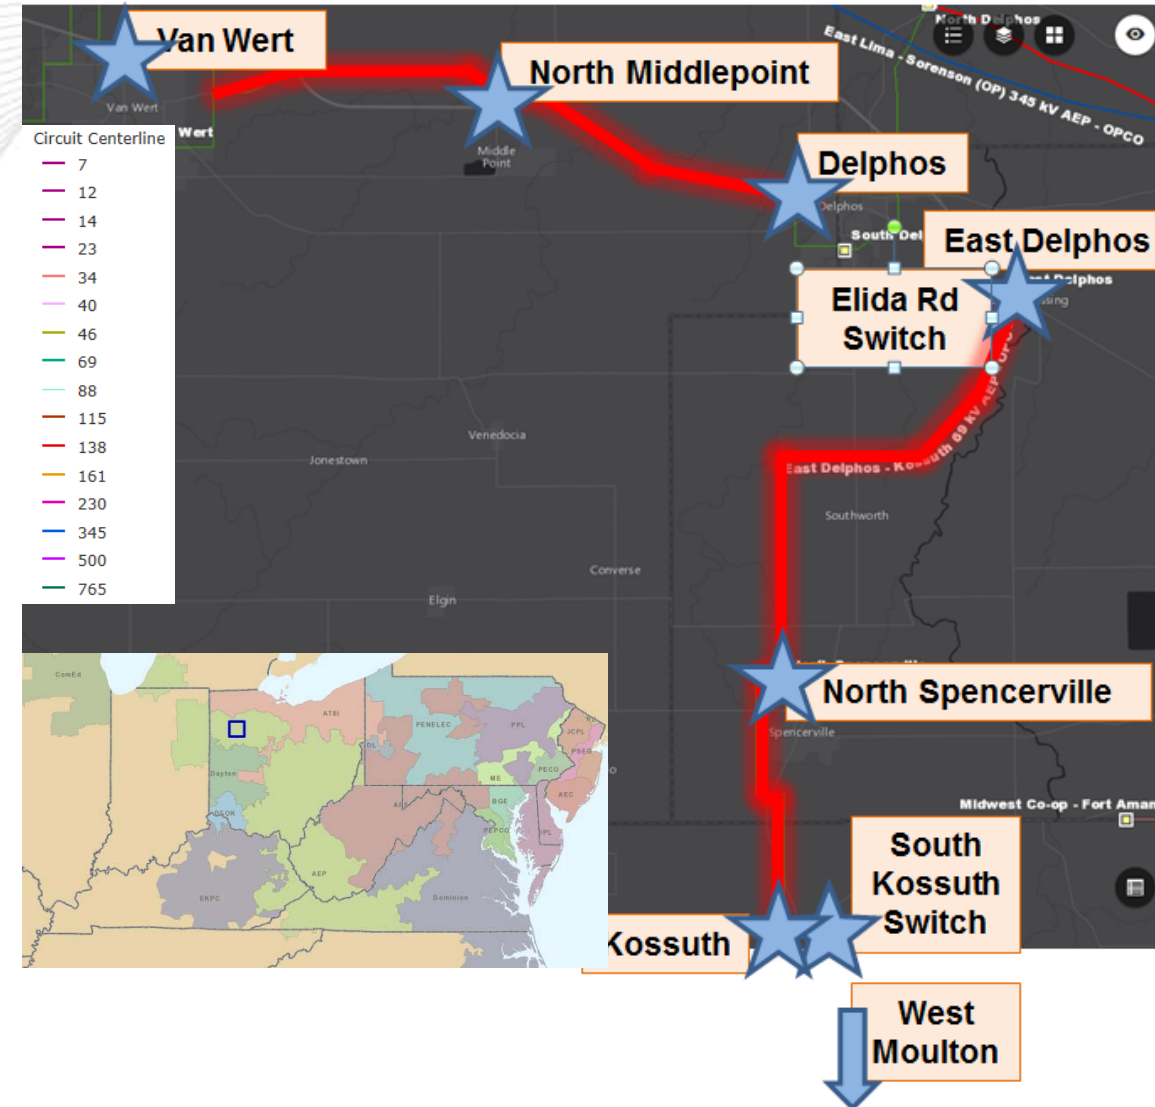 Van Wert
North Delphos
East Lima - Sorenson (OP) 345 kV AEP - OPCO
North Middlepoint
Van Wert
Wert
Middle
Point
Delphos
Delphos
South Del
East Delphos
Delphos
Elida Rd
Switch
Circuit Centerline
7
12
14
23
34
40
46
69
88
115
138
161
230
345
500
765
East Delphos - Kossuth 69 kV AEP - OPC
Venedocia
Jonestown
Southworth
Converse
Elgin
North Spencerville
Spencerville
Midwest Co-op - Fort Aman
South
Kossuth
Switch
Kossuth
West
Moulton
ComEd
ATSI
PENELEC
PPL
JCPL
PSEG
DL
ME
PECO
Dayton
AEC
BGE
DEOK
PEPCO
DPL
AEP
EKPC
Dominion